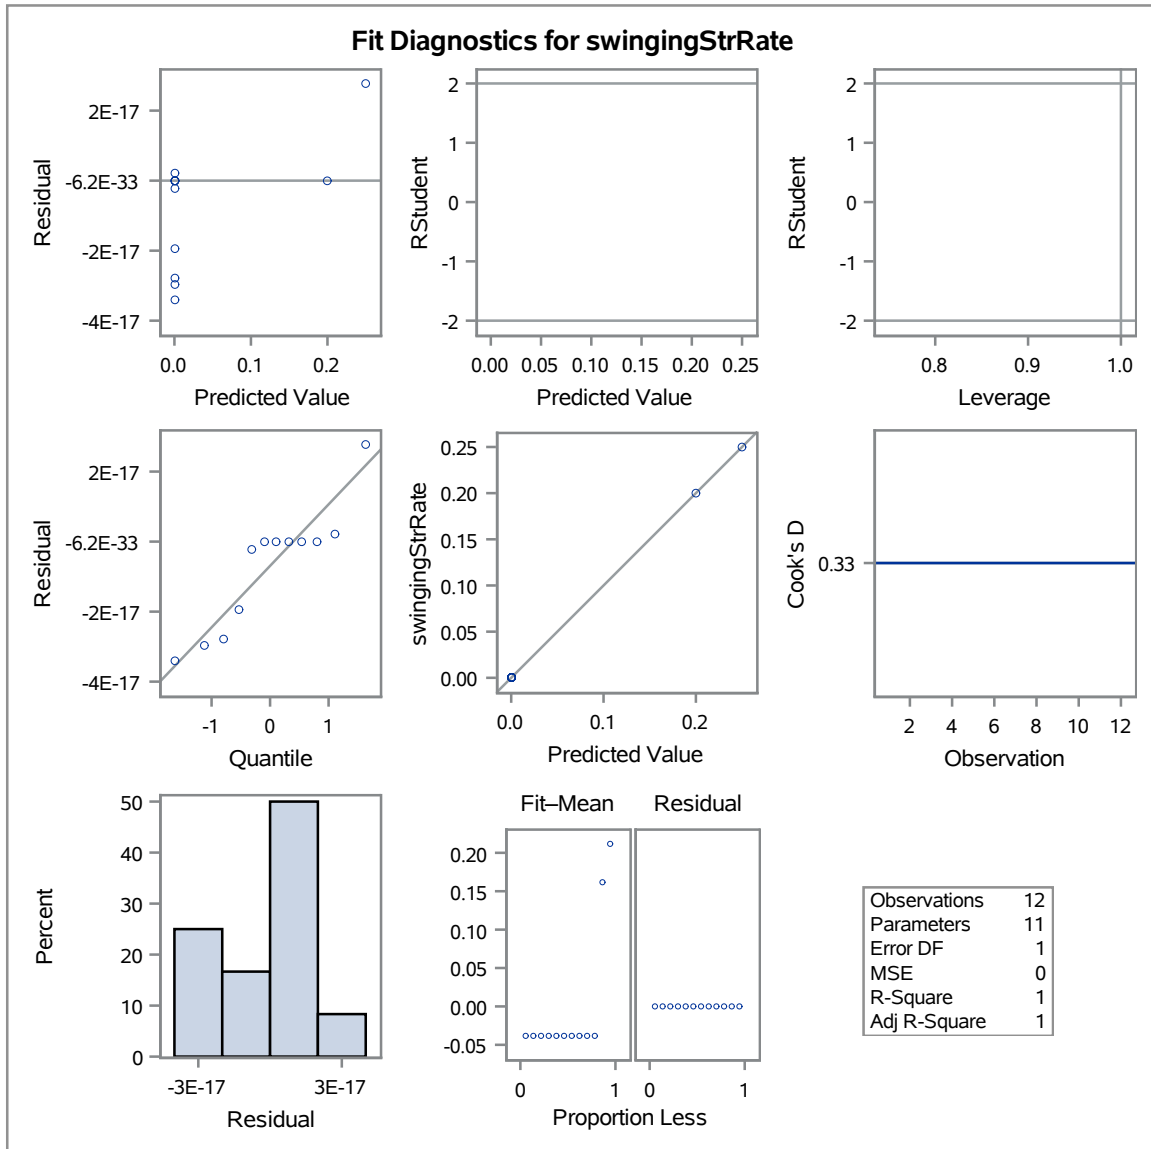 Fit Diagnostics for swingingStrRate
Residual
2E-17
-6.2E-33
-2E-17
-4E-17
0.0 0.1 0.2
Predicted Value
RStudent
2
1
0
-1
-2
0.00 0.05 0.10 0.15 0.20 0.25
Predicted Value
RStudent
2
1
0
-1
-2
0.8 0.9 1.0
Leverage
Residual
2E-17
-6.2E-33
-2E-17
-4E-17
-1 0 1
Quantile
swingingStrRate
0.25
0.20
0.15
0.10
0.05
0.00
0.0 0.1 0.2
Predicted Value
Cook's D
0.33
2 4 6 8 10 12
Observation
Percent
50
40
30
20
10
0
-3E-17 3E-17
Residual
Fit–Mean Residual
0.20
0.15
0.10
0.05
0.00
-0.05
0 1 0 1
Proportion Less
Observations 12
Parameters 11
Error DF 1
MSE 0
R-Square 1
Adj R-Square 1